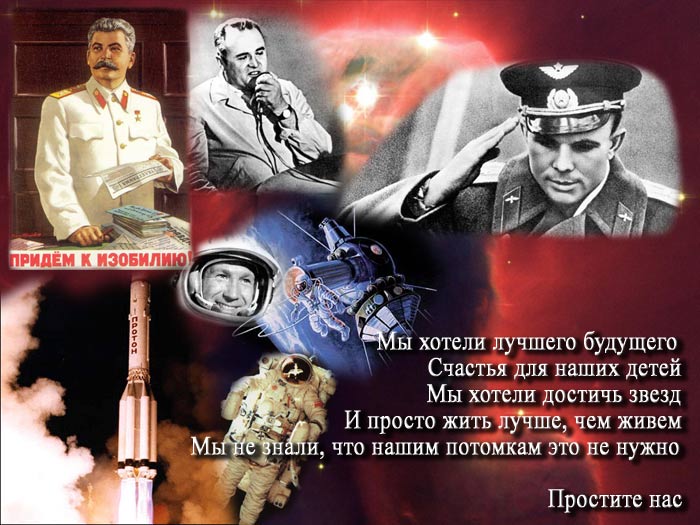 ПРИДЁМ К ИЗОБИЛИЮ!
ПРОТОН
Мы хотели лучшего будущего
Счастья для наших детей
Мы хотели достичь звезд
И просто жить лучше, чем живем
Мы не знали, что нашим потомкам это не нужно
Простите нас